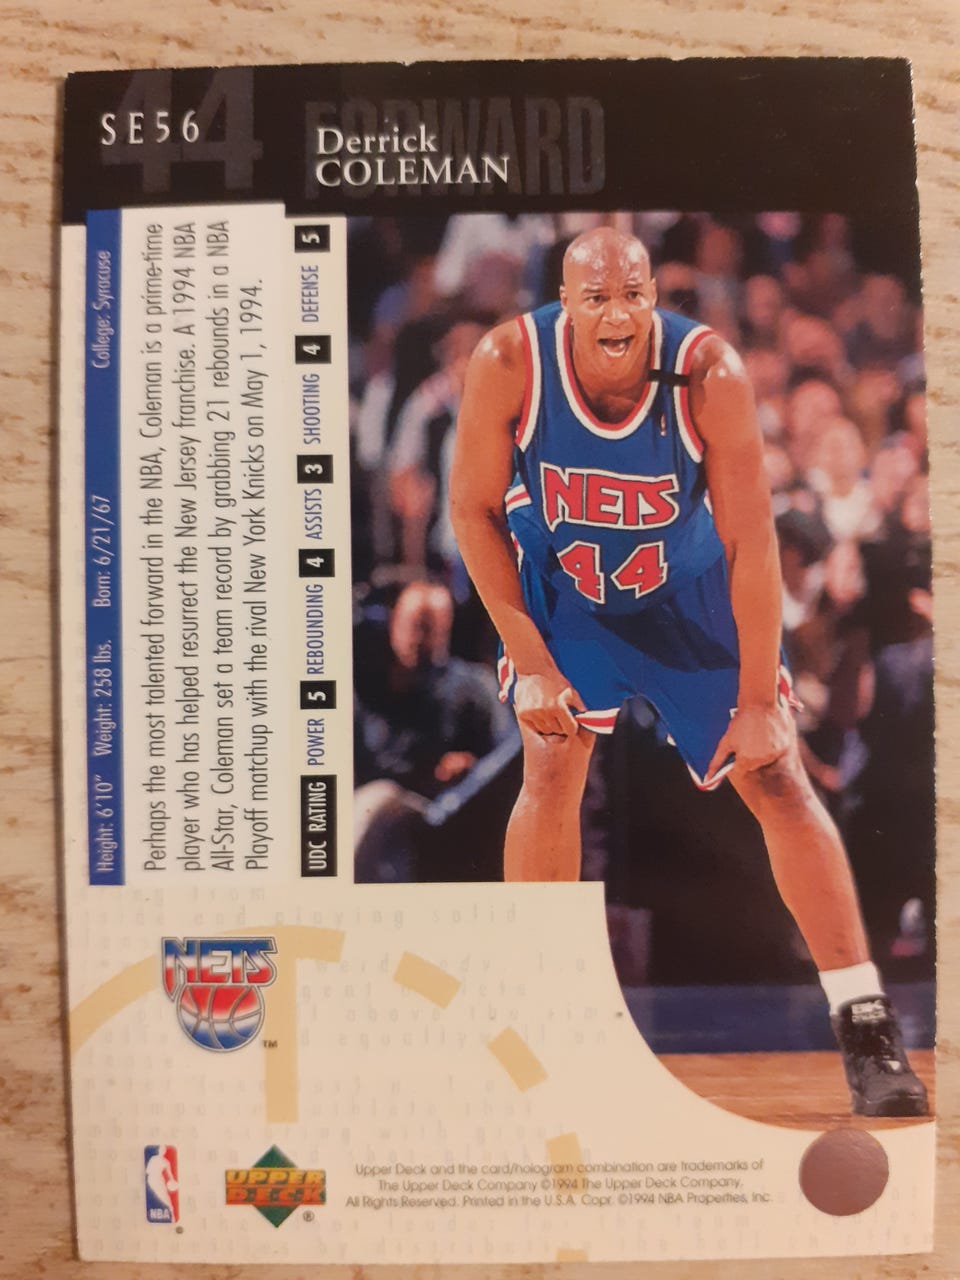 SE56
44
FORWARD
Derrick
COLEMAN
Height: 6'10" Weight: 258 lbs. Born: 6/21/67 College: Syracuse
Perhaps the most talented forward in the NBA, Coleman is a prime-time
player who has helped resurrect the New Jersey franchise. A 1994 NBA
All-Star, Coleman set a team record by grabbing 21 rebounds in a NBA
Playoff matchup with the rival New York Knicks on May 1, 1994.
UDC RATING POWER 5 REBOUNDING 4 ASSISTS 3 SHOOTING 4 DEFENSE 5
NETS
44
NETS
TM
NBA
®
UPPER
DECK
®
Upper Deck and the card/hologram combination are trademarks of
The Upper Deck Company ©1994 The Upper Deck Company.
All Rights Reserved. Printed in the U.S.A. Copr. ©1994 NBA Properties, Inc.